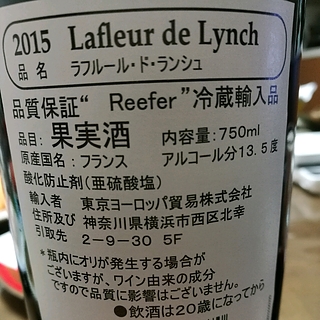 2015 Lafleur de Lynch
品名 ラフルール・ド・ランシュ
品質保証“ Reefer”冷蔵輸入品
品目: 果実酒 内容量:750ml
原産国名:フランス アルコール分13.5度
酸化防止剤(亜硫酸塩)
輸入者 東京ヨーロッパ貿易株式会社
住所及び 神奈川県横浜市西区北幸
引取先 2-9-30 5F
*瓶内にオリが発生する場合が
ございますが、ワイン由来の成分
ですので品質に影響はございません。
●飲酒は20歳になってから